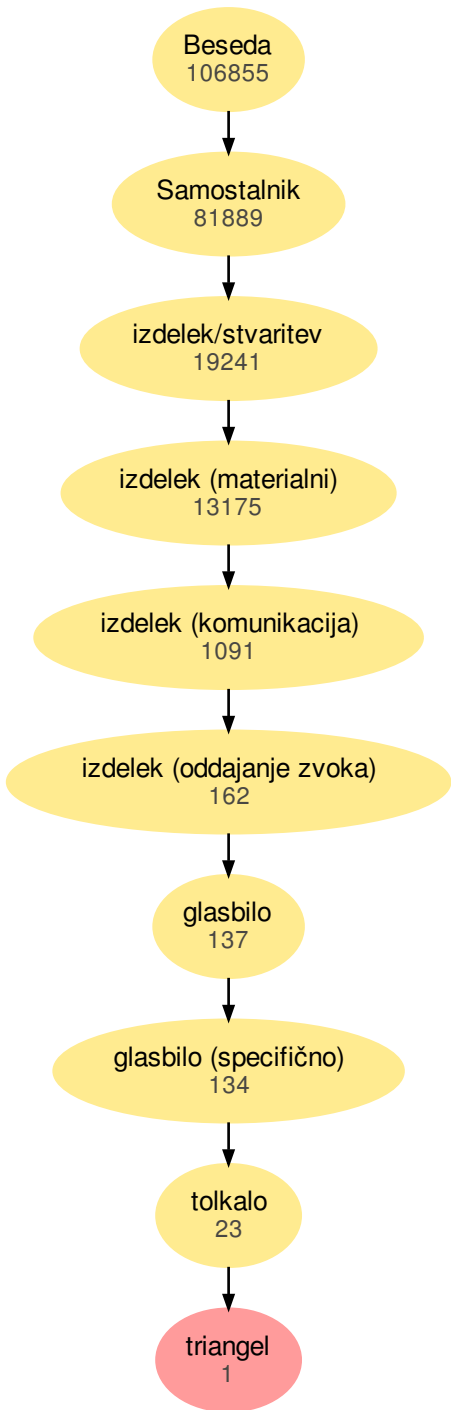 Beseda
106855
Samostalnik
81889
izdelek/stvaritev
19241
izdelek (materialni)
13175
izdelek (komunikacija)
1091
izdelek (oddajanje zvoka)
162
glasbilo
137
glasbilo (specifično)
134
tolkalo
23
triangel
1